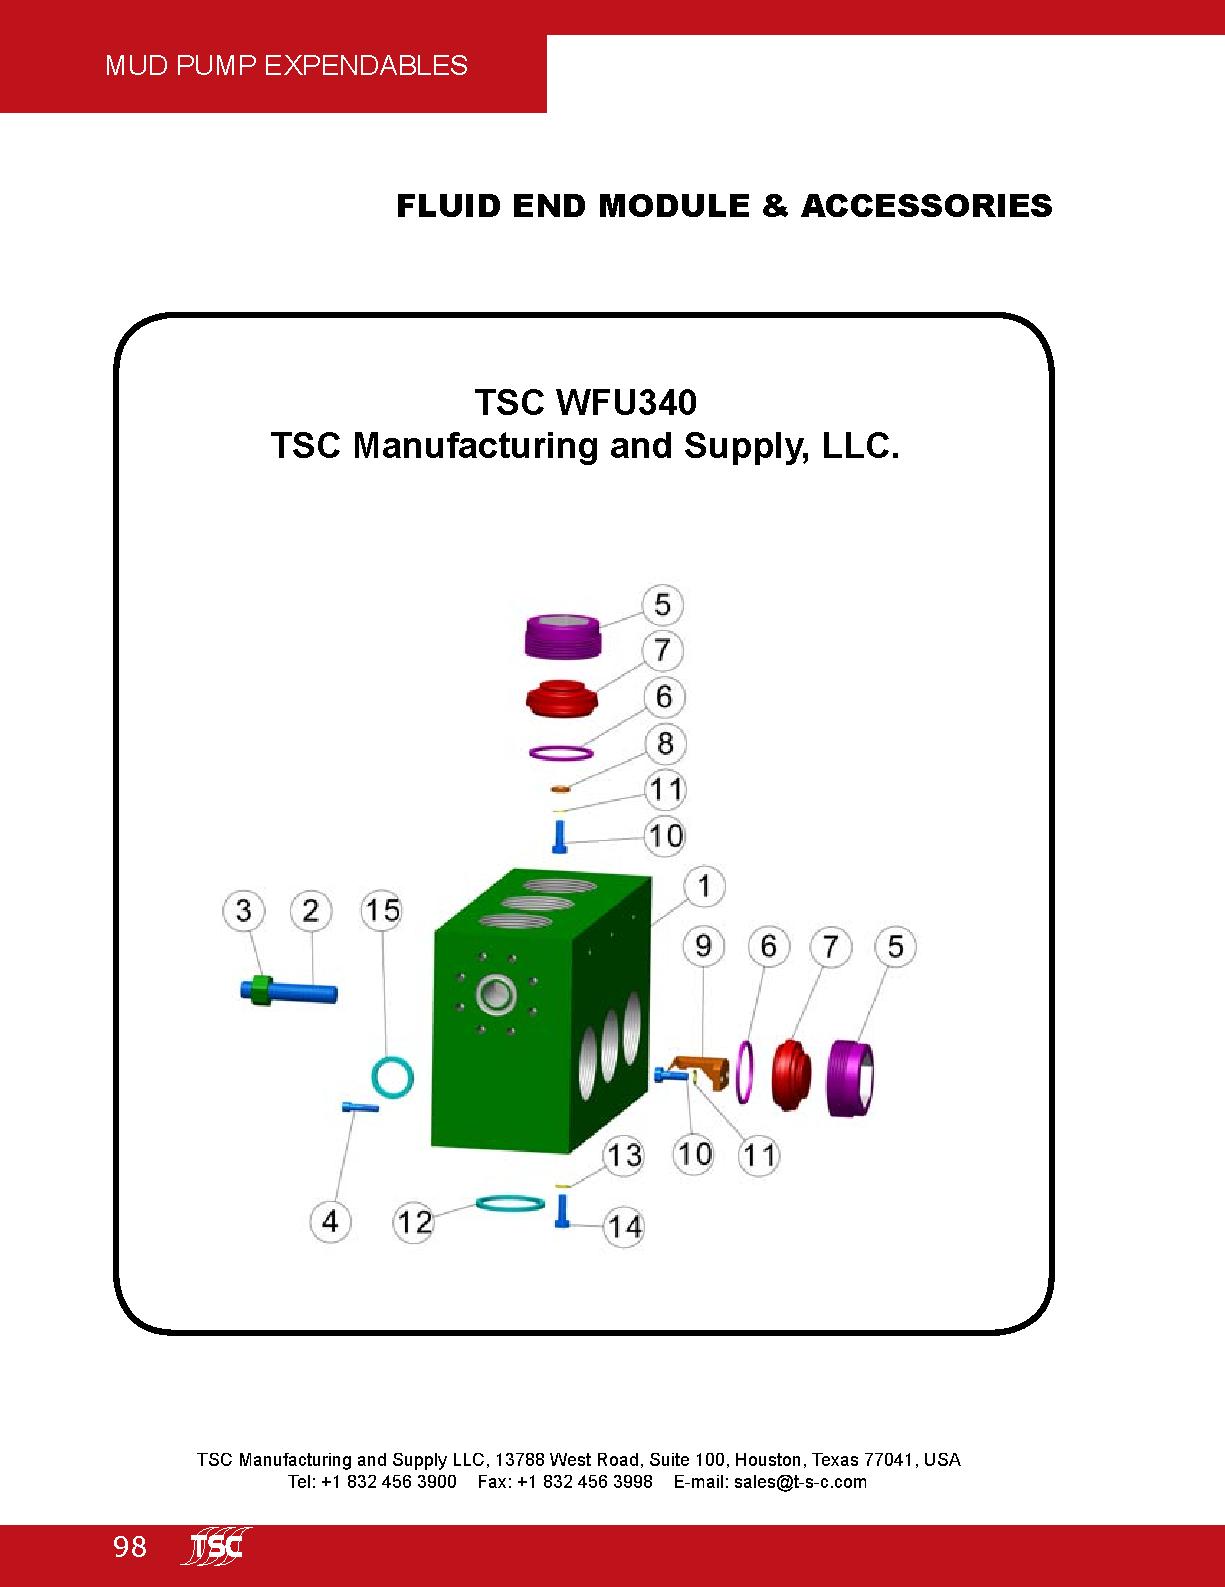 MUD PUMP EXPENDABLES
FLUID END MODULE & ACCESSORIES
TSC WFU340
TSC Manufacturing and Supply, LLC.
5
7
6
8
11
10
1
3 2 15
9 6 7 5
13 10 11
4 12 14
TSC Manufacturing and Supply LLC, 13788 West Road, Suite 100, Houston, Texas 77041, USA
Tel: +1 832 456 3900 Fax: +1 832 456 3998 E-mail: sales@t-s-c.com
98 TSC